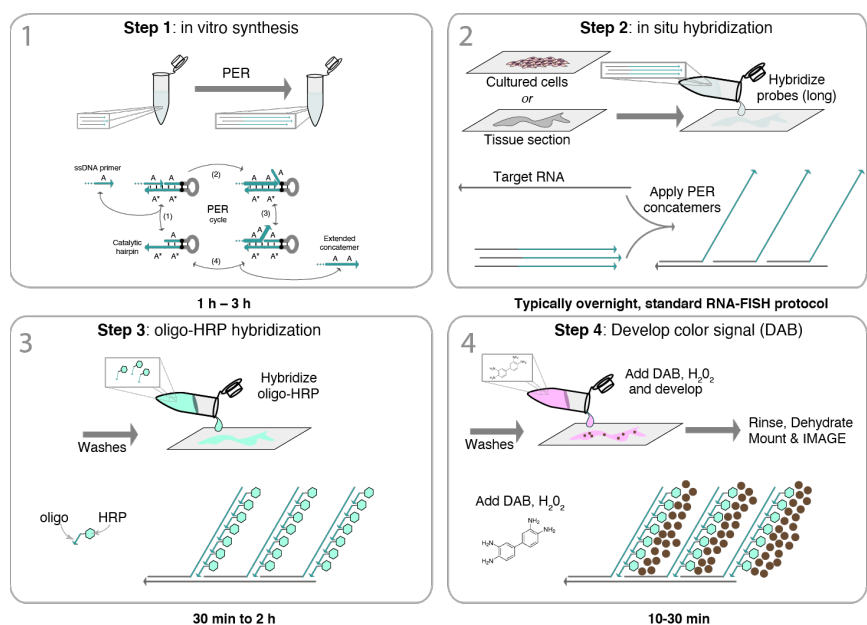 1
Step 1: in vitro synthesis
PER
ssDNA primer
A
A
A
A
A
A
(2)
A* A*
A* A*
(1)
PER
cycle
(3)
A
A
A
Catalytic
hairpin
A* A*
A* A*
(4)
Extended
concatemer
A A
1 h – 3 h
2
Step 2: in situ hybridization
Cultured cells
or
Tissue section
Hybridize
probes (long)
Target RNA
Apply PER
concatemers
Typically overnight, standard RNA-FISH protocol
3
Step 3: oligo-HRP hybridization
Hybridize
oligo-HRP
Washes
oligo
HRP
30 min to 2 h
4
Step 4: Develop color signal (DAB)
Add DAB, H₂0₂
and develop
Washes
Rinse, Dehydrate
Mount & IMAGE
Add DAB, H₂0₂
NH₂
NH₂
H₂N
H₂N
10-30 min